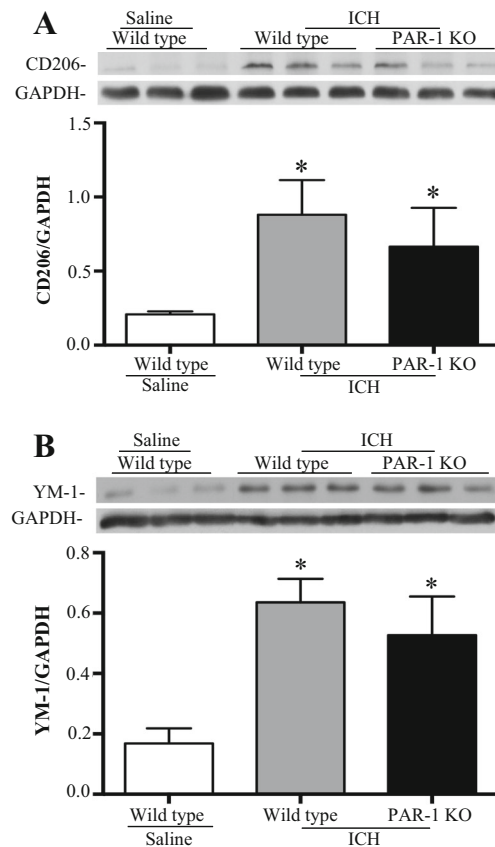 A
Saline
ICH
Wild type
Wild type
PAR-1 KO
CD206-
GAPDH-
1.5
1.0
0.5
0.0
CD206/GAPDH
*
*
Wild type
Wild type
PAR-1 KO
Saline
ICH
B
Saline
ICH
Wild type
Wild type
PAR-1 KO
YM-1-
GAPDH-
0.8
0.6
0.4
0.2
0.0
YM-1/GAPDH
*
*
Wild type
Wild type
PAR-1 KO
Saline
ICH